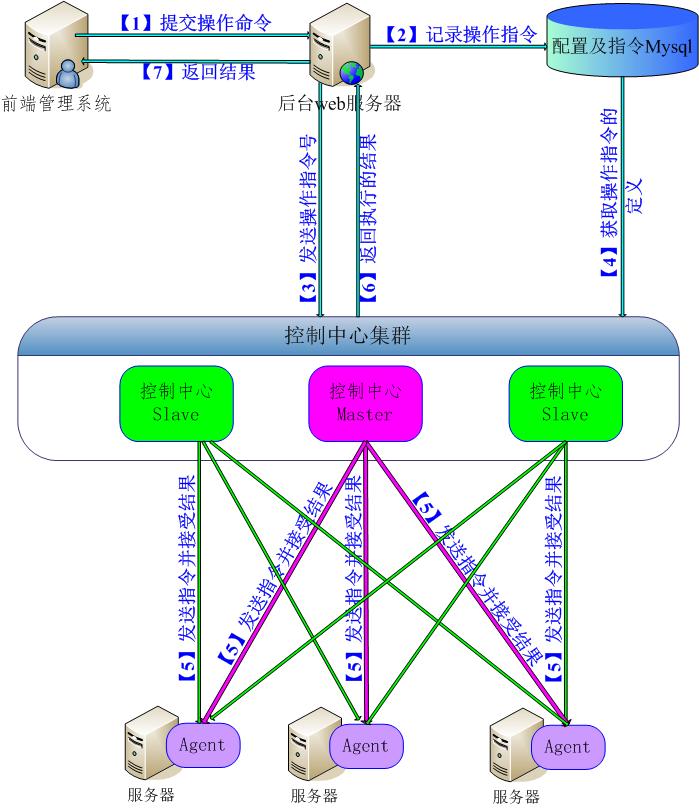 【1】提交操作命令
【2】记录操作指令
配置及指令Mysql
【7】返回结果
前端管理系统
后台web服务器
【3】发送操作指令号
【6】返回执行的结果
【4】获取操作指令的
定义
控制中心集群
控制中心
Slave
控制中心
Master
控制中心
Slave
【5】发送指令并接受结果
【5】发送指令并接受结果
【5】发送指令并接受结果
【5】发送指令并接受结果
【5】发送指令并接受结果
Agent
Agent
Agent
服务器
服务器
服务器